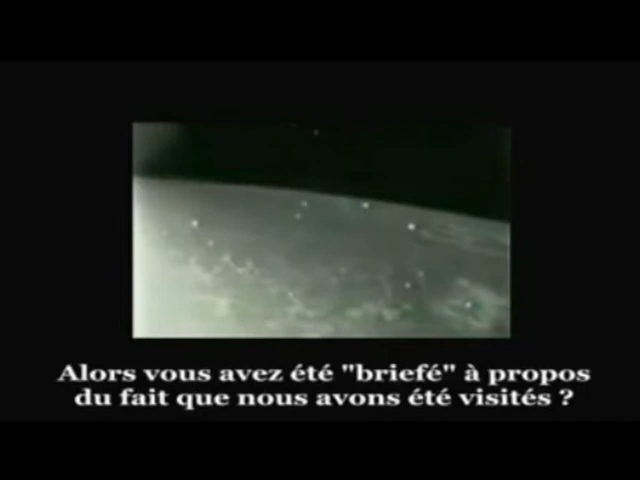 Alors vous avez été "briefé" à propos
du fait que nous avons été visités ?